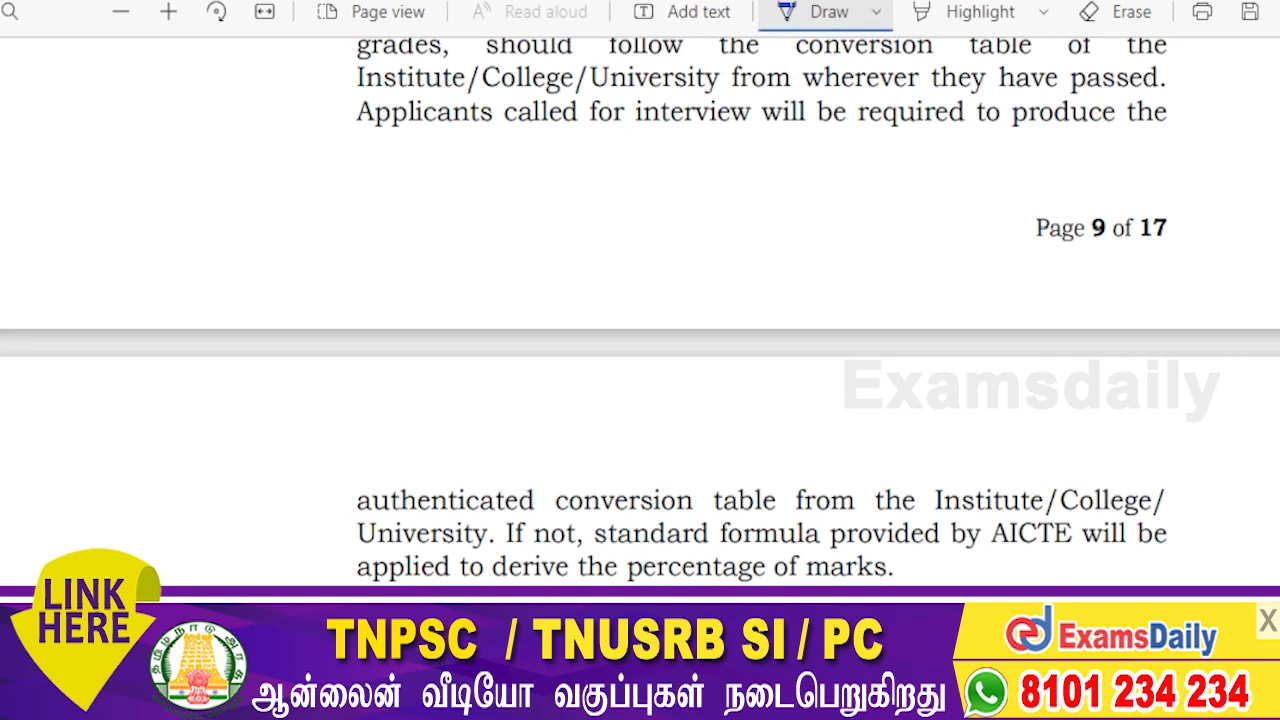 Page view
Read aloud
Add text
Draw
Highlight
Erase
grades, should follow the conversion table of the
Institute/College/University from wherever they have passed.
Applicants called for interview will be required to produce the
Page 9 of 17
Examsdaily
authenticated conversion table from the Institute/College/
University. If not, standard formula provided by AICTE will be
applied to derive the percentage of marks.
LINK
HERE
TNPSC / TNUSRB SI / PC
ஆன்லைன் வீடியோ வகுப்புகள் நடைபெறுகிறது
X
ExamsDaily
8101 234 234